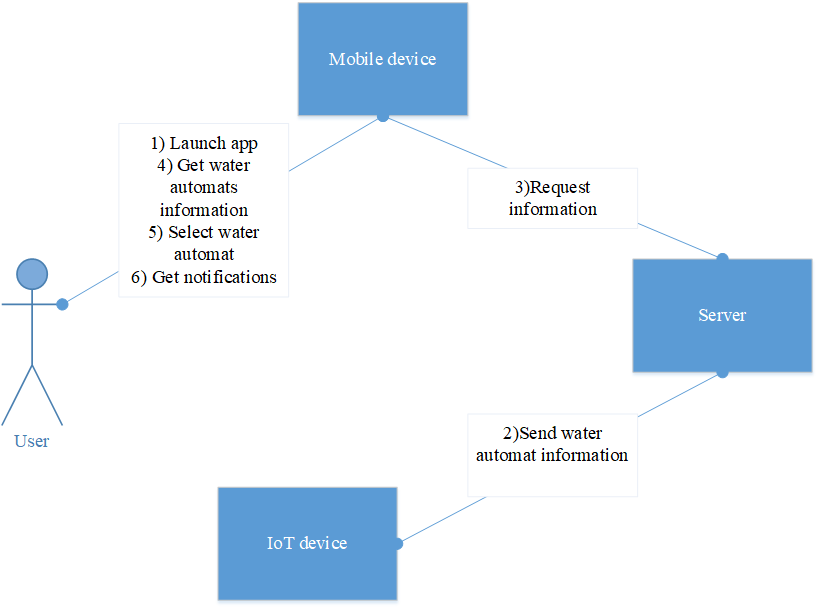 Mobile device
1) Launch app
4) Get water
automats
information
5) Select water
automat
6) Get notifications
3)Request
information
Server
User
2)Send water
automat information
IoT device